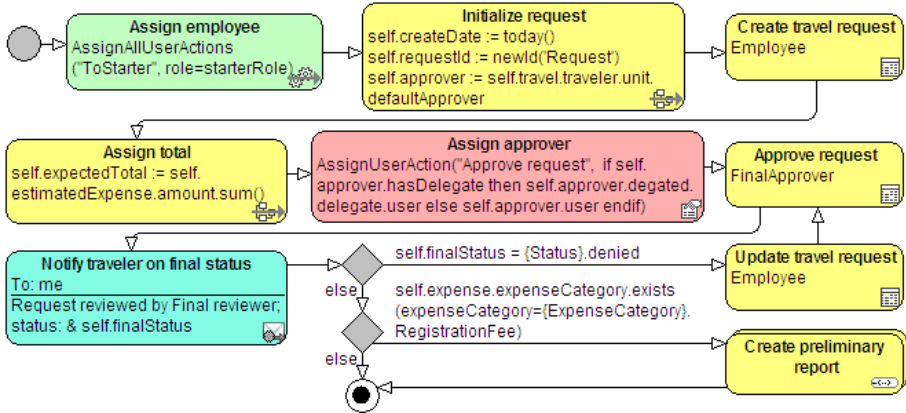 Assign employee
AssignAllUserActions
("ToStarter", role=starterRole)
Initialize request
self.createDate := today()
self.requestId := newId('Request')
self.approver := self.travel.traveler.unit.
defaultApprover
Create travel request
Employee
Assign total
self.expectedTotal := self.
estimatedExpense.amount.sum()
Assign approver
AssignUserAction("Approve request", if self.
approver.hasDelegate then self.approver.degated.
delegate.user else self.approver.user endif)
Approve request
FinalApprover
Notify traveler on final status
To: me
Request reviewed by Final reviewer;
status: & self.finalStatus
self.finalStatus = {Status}.denied
else
self.expense.expenseCategory.exists
(expenseCategory={ExpenseCategory}.
RegistrationFee)
else
Update travel request
Employee
Create preliminary
report